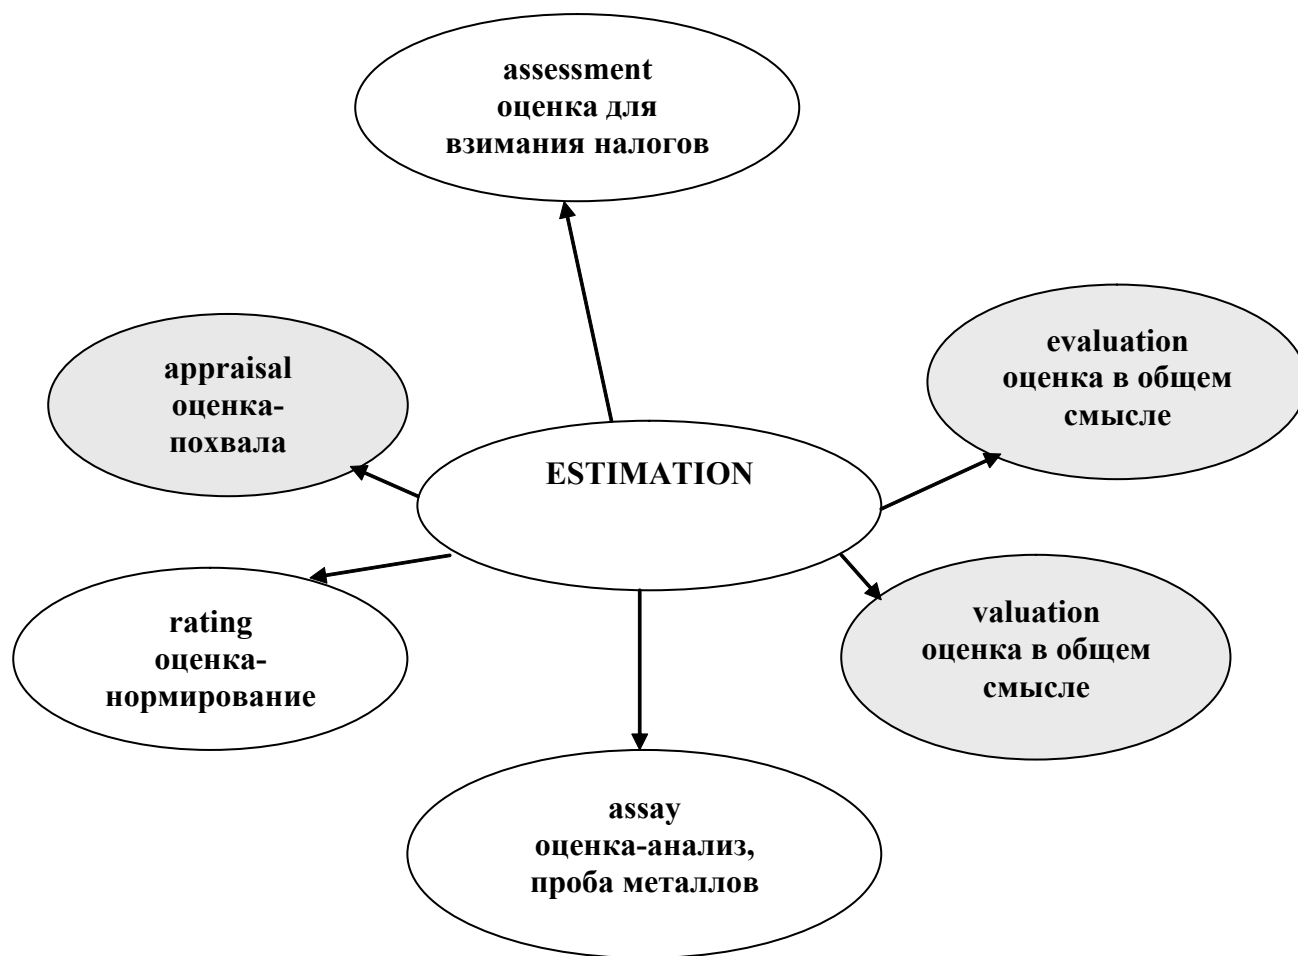 assessment
оценка для
взимания налогов
evaluation
оценка в общем
смысле
appraisal
оценка-
похвала
ESTIMATION
rating
оценка-
нормирование
valuation
оценка в общем
смысле
assay
оценка-анализ,
проба металлов